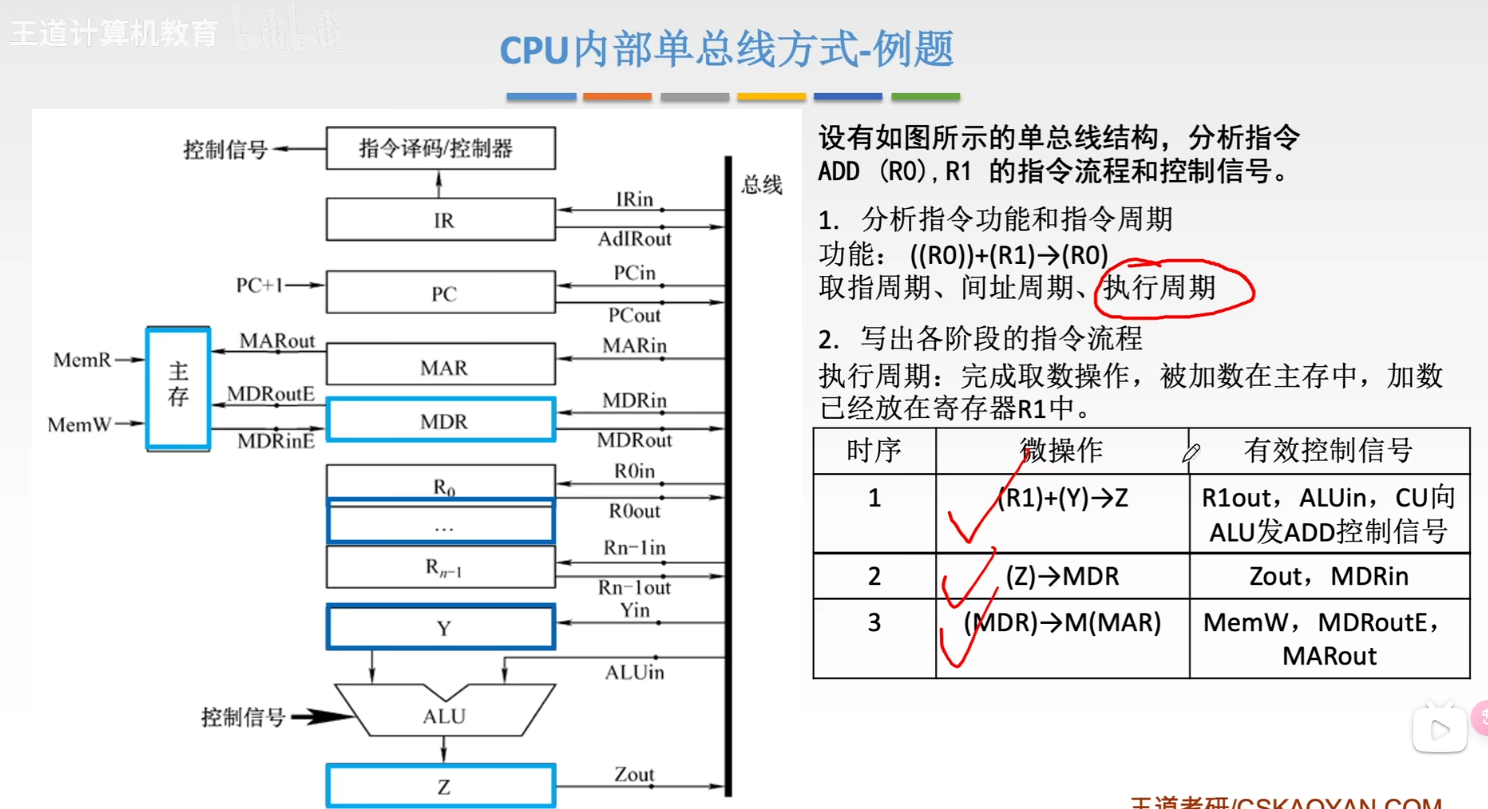 王道计算机教育
CPU内部单总线方式-例题
控制信号
指令译码/控制器
总线
IR
IRin
AdIRout
PC+1
PC
PCin
PCout
MemR
主存
MARout
MAR
MARin
MemW
MDRoutE
MDRinE
MDR
MDRin
MDRout
R0
R0in
R0out
…
Rn-1
Rn-1in
Rn-1out
Y
Yin
ALUin
控制信号
ALU
Z
Zout
设有如图所示的单总线结构，分析指令
ADD (R0),R1 的指令流程和控制信号。
1. 分析指令功能和指令周期
功能： ((R0))+(R1)→(R0)
取指周期、间址周期、执行周期
2. 写出各阶段的指令流程
执行周期：完成取数操作，被加数在主存中，加数
已经放在寄存器R1中。
时序 微操作 有效控制信号
1 (R1)+(Y)→Z R1out，ALUin，CU向
ALU发ADD控制信号
2 (Z)→MDR Zout，MDRin
3 (MDR)→M(MAR) MemW，MDRoutE，
MARout
王道考研/CSKAOYAN.COM